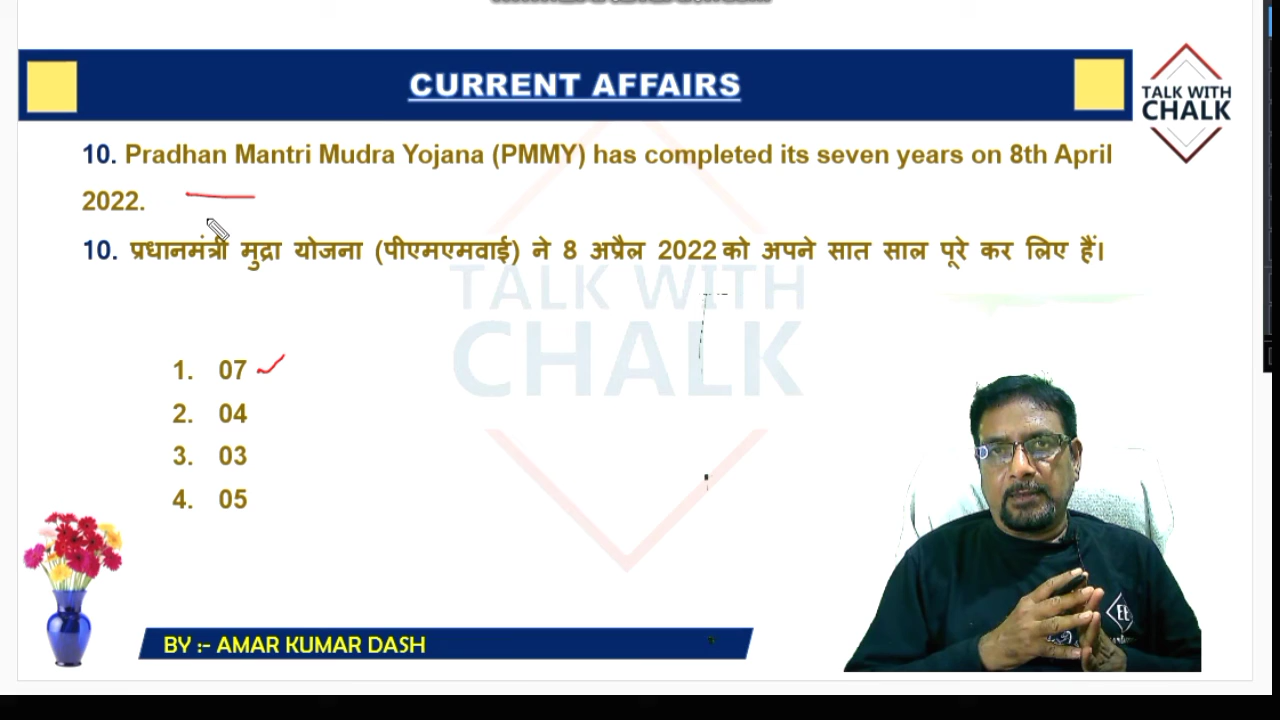 CURRENT AFFAIRS
TALK WITH
CHALK
10. Pradhan Mantri Mudra Yojana (PMMY) has completed its seven years on 8th April
2022.
10. प्रधानमंत्री मुद्रा योजना (पीएमएमवाई) ने 8 अप्रैल 2022 को अपने सात साल पूरे कर लिए हैं।
TALK WITH
CHALK
1. 07
2. 04
3. 03
4. 05
BY :- AMAR KUMAR DASH